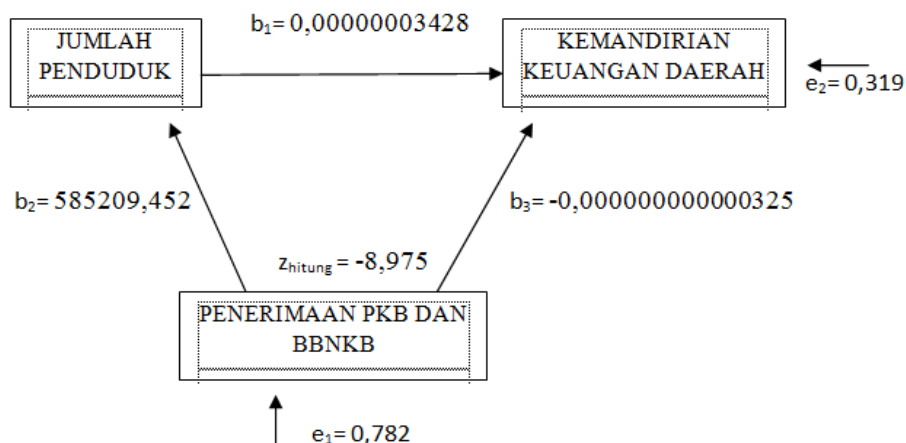 b₁= 0,00000003428
JUMLAH
PENDUDUK
KEMANDIRIAN
KEUANGAN DAERAH
e₂= 0,319
b₂= 585209,452
b₃= -0,000000000000325
zhitung = -8,975
PENERIMAAN PKB DAN
BBNKB
e₁= 0,782